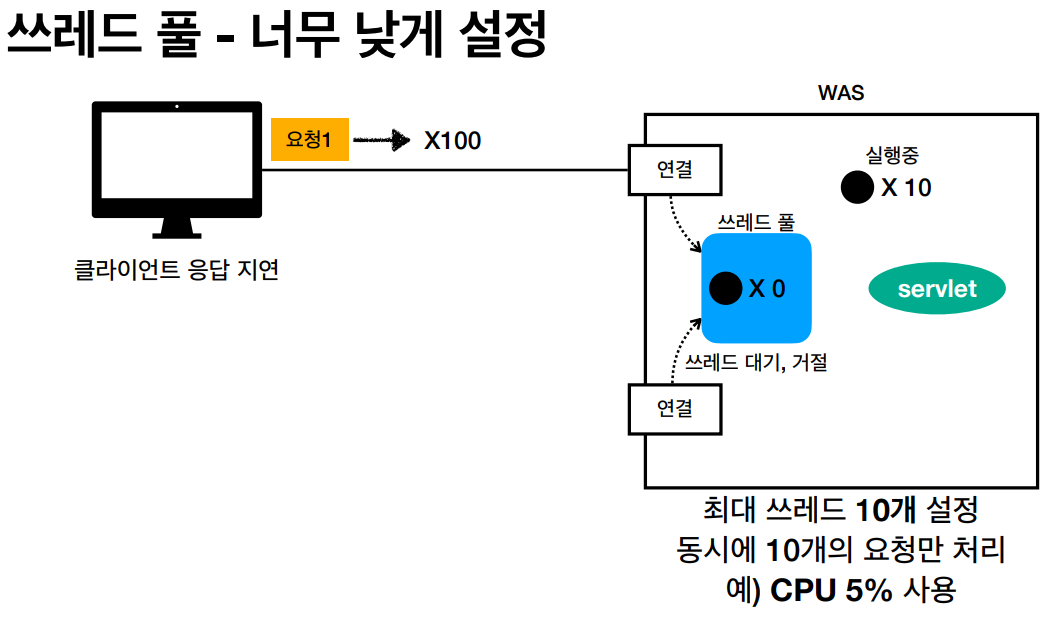 쓰레드 풀 - 너무 낮게 설정
WAS
요청1
X100
연결
실행중
X 10
쓰레드 풀
X 0
servlet
클라이언트 응답 지연
쓰레드 대기, 거절
연결
최대 쓰레드 10개 설정
동시에 10개의 요청만 처리
예) CPU 5% 사용